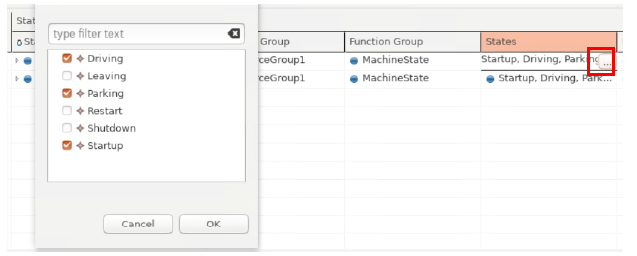 Stat
type filter text
St
Group
Function Group
States
Driving
ceGroup1
MachineState
Startup, Driving, Parking
...
Leaving
ceGroup1
MachineState
Startup, Driving, Park...
Parking
Restart
Shutdown
Startup
Cancel
OK